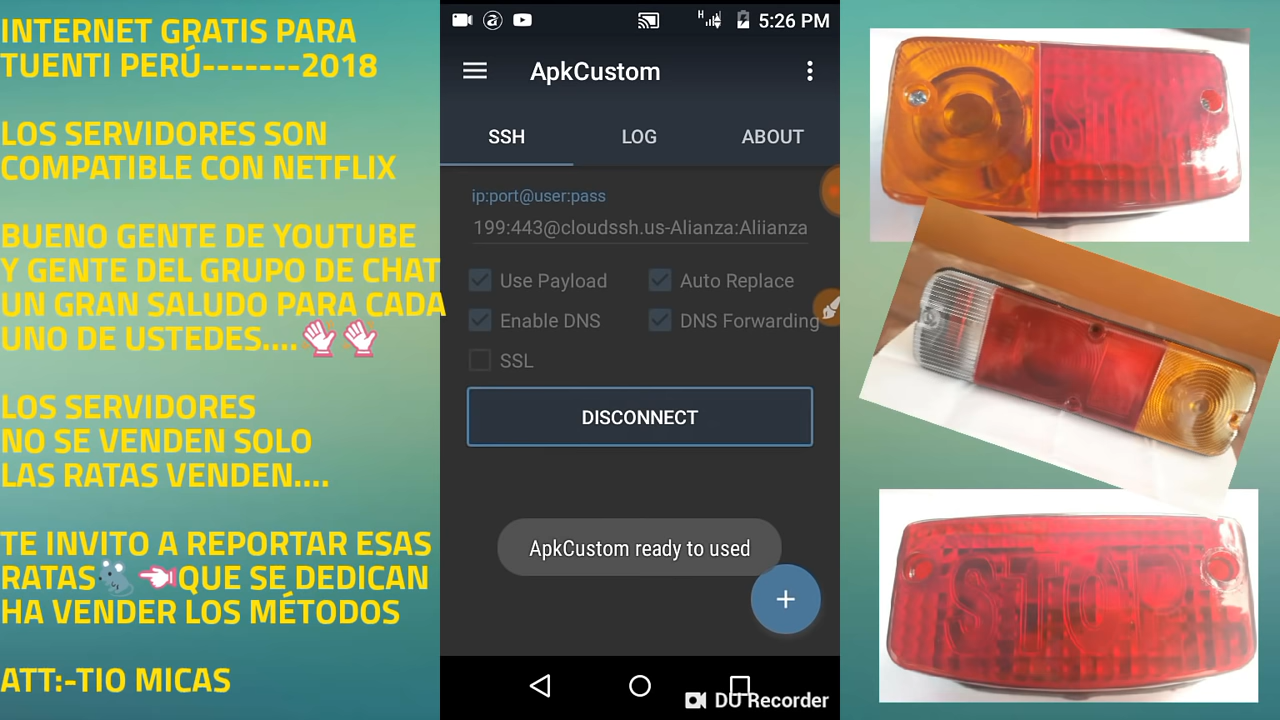 INTERNET GRATIS PARA
TUENTI PERÚ-------2018
LOS SERVIDORES SON
COMPATIBLE CON NETFLIX
BUENO GENTE DE YOUTUBE
Y GENTE DEL GRUPO DE CHAT
UN GRAN SALUDO PARA CADA
UNO DE USTEDES....
LOS SERVIDORES
NO SE VENDEN SOLO
LAS RATAS VENDEN....
TE INVITO A REPORTAR ESAS
RATAS QUE SE DEDICAN
HA VENDER LOS MÉTODOS
ATT:-TIO MICAS
H 5:26 PM
ApkCustom
SSH LOG ABOUT
ip:port@user:pass
199:443@cloudssh.us-Alianza:Aliianza
Use Payload Auto Replace
Enable DNS DNS Forwarding
SSL
DISCONNECT
ApkCustom ready to used
+
DU Recorder
STOP
STOP